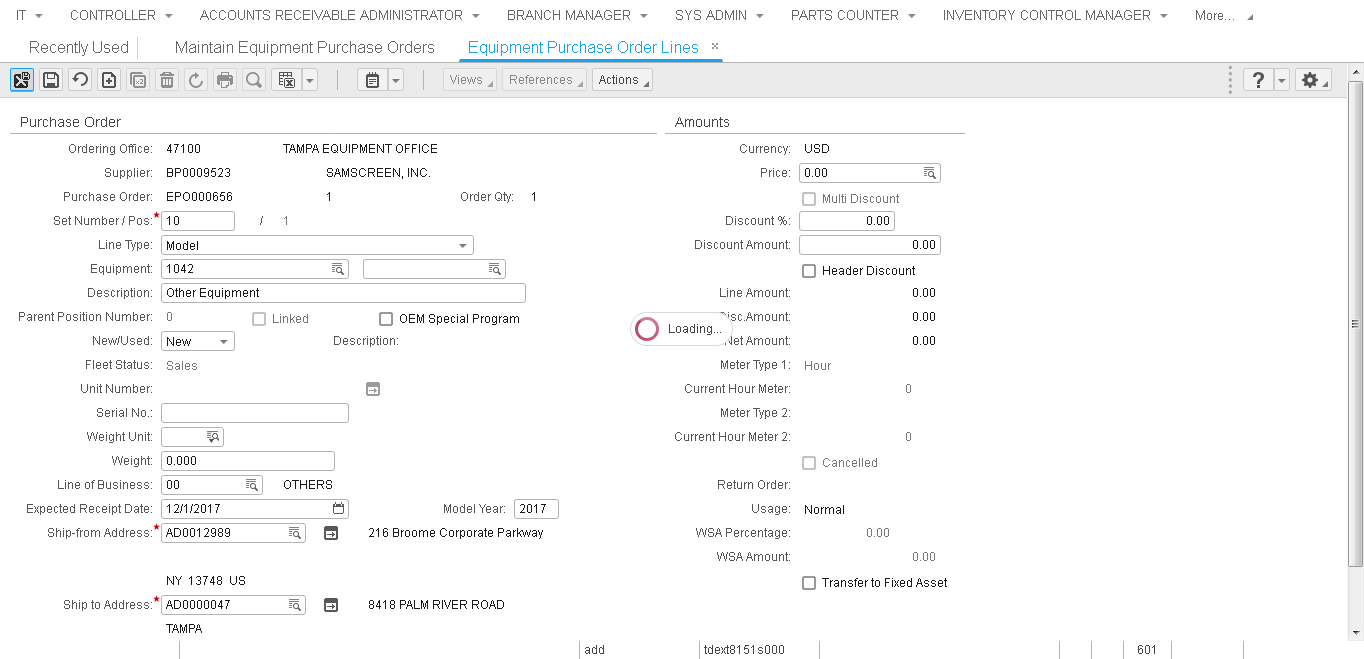 IT CONTROLLER ACCOUNTS RECEIVABLE ADMINISTRATOR BRANCH MANAGER SYS ADMIN PARTS COUNTER INVENTORY CONTROL MANAGER More...
Recently Used Maintain Equipment Purchase Orders Equipment Purchase Order Lines
Views References Actions ?
Purchase Order
Ordering Office: 47100 TAMPA EQUIPMENT OFFICE
Supplier: BP0009523 SAMSCREEN, INC.
Purchase Order: EPO000656 1 Order Qty: 1
Set Number / Pos:* 10 / 1
Line Type: Model
Equipment: 1042
Description: Other Equipment
Parent Position Number: 0 Linked OEM Special Program
New/Used: New Description:
Fleet Status: Sales
Unit Number:
Serial No.:
Weight Unit:
Weight: 0.000
Line of Business: 00 OTHERS
Expected Receipt Date: 12/1/2017 Model Year: 2017
Ship-from Address:* AD0012989 216 Broome Corporate Parkway
NY 13748 US
Ship to Address:* AD0000047 8418 PALM RIVER ROAD
TAMPA
Amounts
Currency: USD
Price: 0.00
Multi Discount
Discount %: 0.00
Discount Amount: 0.00
Header Discount
Line Amount: 0.00
Loading...
Disc.Amount: 0.00
Net Amount: 0.00
Meter Type 1: Hour
Current Hour Meter: 0
Meter Type 2:
Current Hour Meter 2: 0
Cancelled
Return Order:
Usage: Normal
WSA Percentage: 0.00
WSA Amount: 0.00
Transfer to Fixed Asset
add tdext8151s000 601